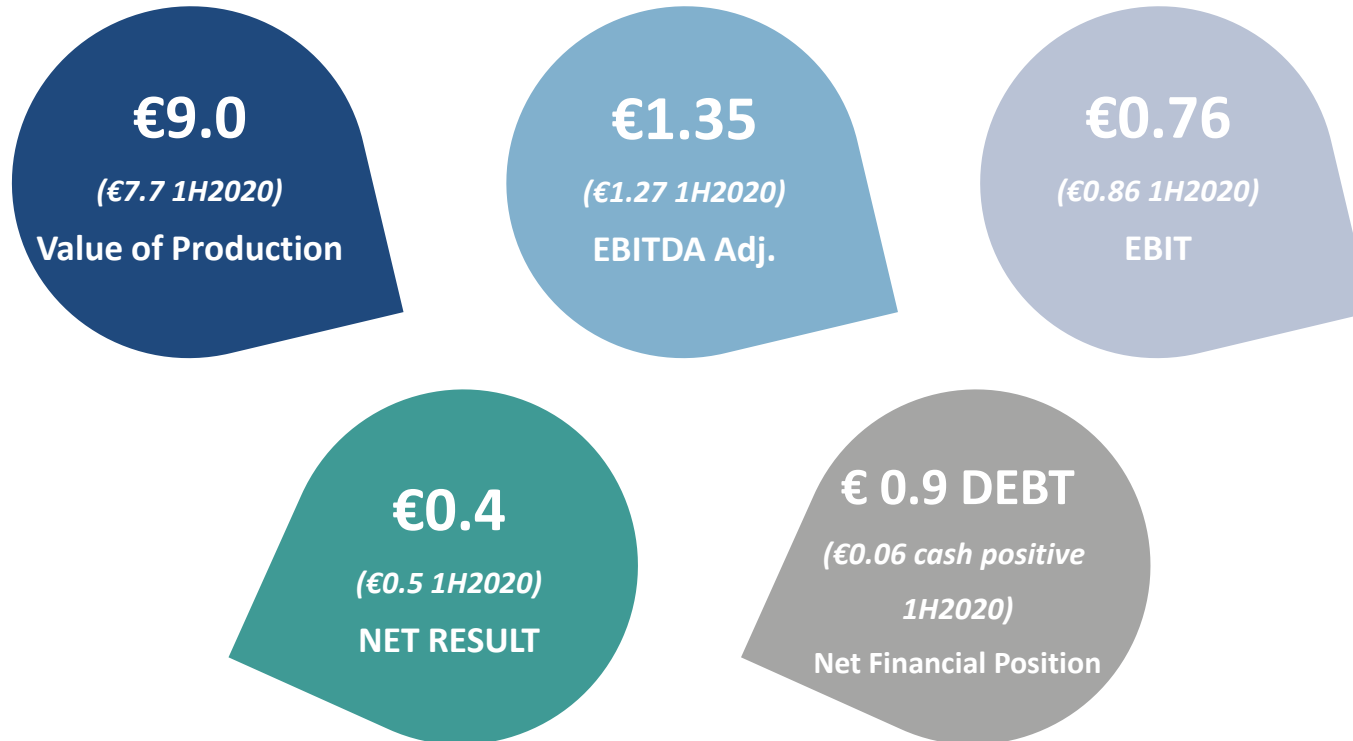 €9.0
(€7.7 1H2020)
Value of Production
€1.35
(€1.27 1H2020)
EBITDA Adj.
€0.76
(€0.86 1H2020)
EBIT
€0.4
(€0.5 1H2020)
NET RESULT
€ 0.9 DEBT
(€0.06 cash positive
1H2020)
Net Financial Position